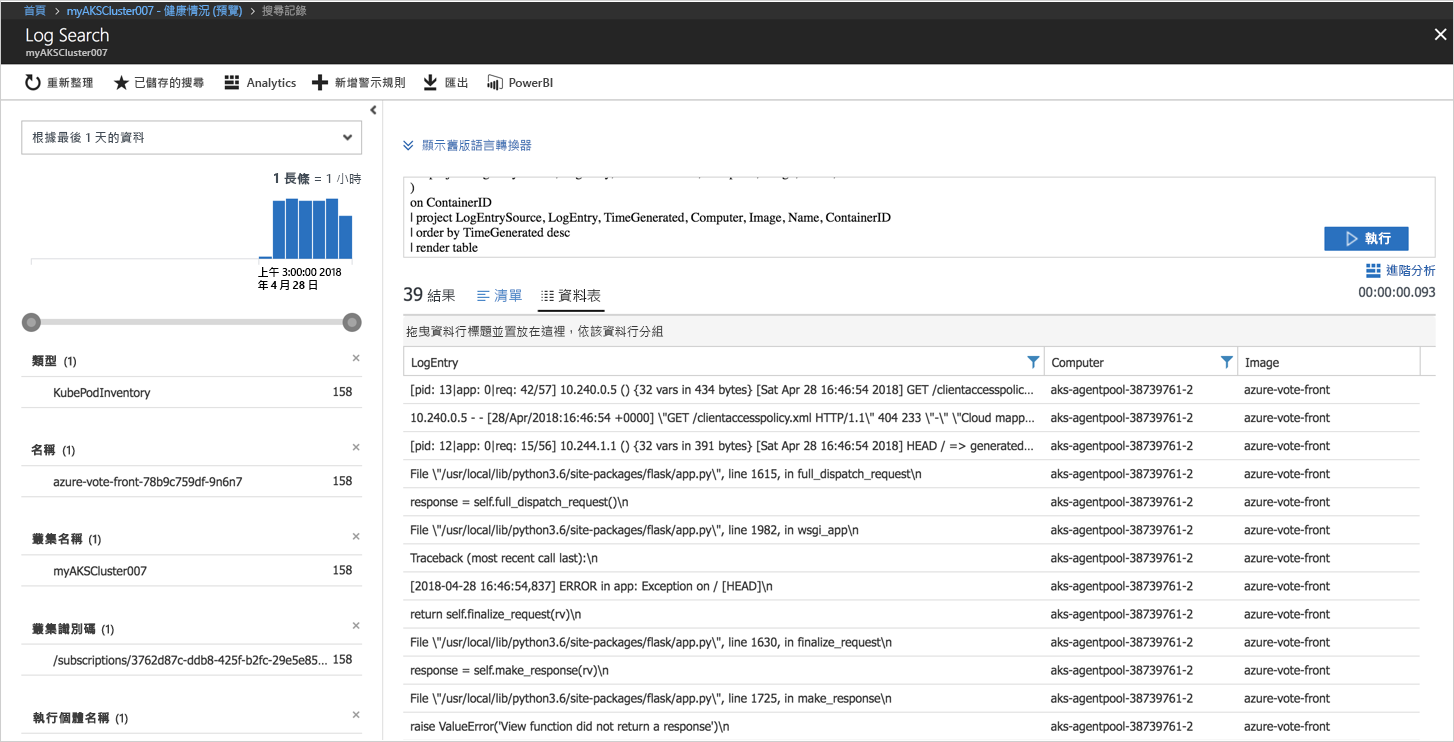 首頁 > myAKSCluster007 - 健康情況 (預覽) > 搜尋記錄
Log Search
myAKSCluster007
重新整理 已儲存的搜尋 Analytics 新增警示規則 匯出 PowerBI
根據最後 1 天的資料
1 長條 = 1 小時
上午 3:00:00 2018
年 4 月 28 日
類型 (1)
KubePodInventory 158
名稱 (1)
azure-vote-front-78b9c759df-9n6n7 158
叢集名稱 (1)
myAKSCluster007 158
叢集識別碼 (1)
/subscriptions/3762d87c-ddb8-425f-b2fc-29e5e85... 158
執行個體名稱 (1)
顯示舊版語言轉換器
)
on ContainerID
| project LogEntrySource, LogEntry, TimeGenerated, Computer, Image, Name, ContainerID
| order by TimeGenerated desc
| render table
執行
進階分析
39 結果 清單 資料表
00:00:00.093
拖曳資料行標題並置放在這裡，依該資料行分組
LogEntry Computer Image
[pid: 13|app: 0|req: 42/57] 10.240.0.5 () {32 vars in 434 bytes} [Sat Apr 28 16:46:54 2018] GET /clientaccesspolic... aks-agentpool-38739761-2 azure-vote-front
10.240.0.5 - - [28/Apr/2018:16:46:54 +0000] \"GET /clientaccesspolicy.xml HTTP/1.1\" 404 233 \"-\" \"Cloud mapp... aks-agentpool-38739761-2 azure-vote-front
[pid: 12|app: 0|req: 15/56] 10.244.1.1 () {32 vars in 391 bytes} [Sat Apr 28 16:46:54 2018] HEAD / => generated... aks-agentpool-38739761-2 azure-vote-front
File \"/usr/local/lib/python3.6/site-packages/flask/app.py\", line 1615, in full_dispatch_request\n aks-agentpool-38739761-2 azure-vote-front
response = self.full_dispatch_request()\n aks-agentpool-38739761-2 azure-vote-front
File \"/usr/local/lib/python3.6/site-packages/flask/app.py\", line 1982, in wsgi_app\n aks-agentpool-38739761-2 azure-vote-front
Traceback (most recent call last):\n aks-agentpool-38739761-2 azure-vote-front
[2018-04-28 16:46:54,837] ERROR in app: Exception on / [HEAD]\n aks-agentpool-38739761-2 azure-vote-front
return self.finalize_request(rv)\n aks-agentpool-38739761-2 azure-vote-front
File \"/usr/local/lib/python3.6/site-packages/flask/app.py\", line 1630, in finalize_request\n aks-agentpool-38739761-2 azure-vote-front
response = self.make_response(rv)\n aks-agentpool-38739761-2 azure-vote-front
File \"/usr/local/lib/python3.6/site-packages/flask/app.py\", line 1725, in make_response\n aks-agentpool-38739761-2 azure-vote-front
raise ValueError('View function did not return a response')\n aks-agentpool-38739761-2 azure-vote-front